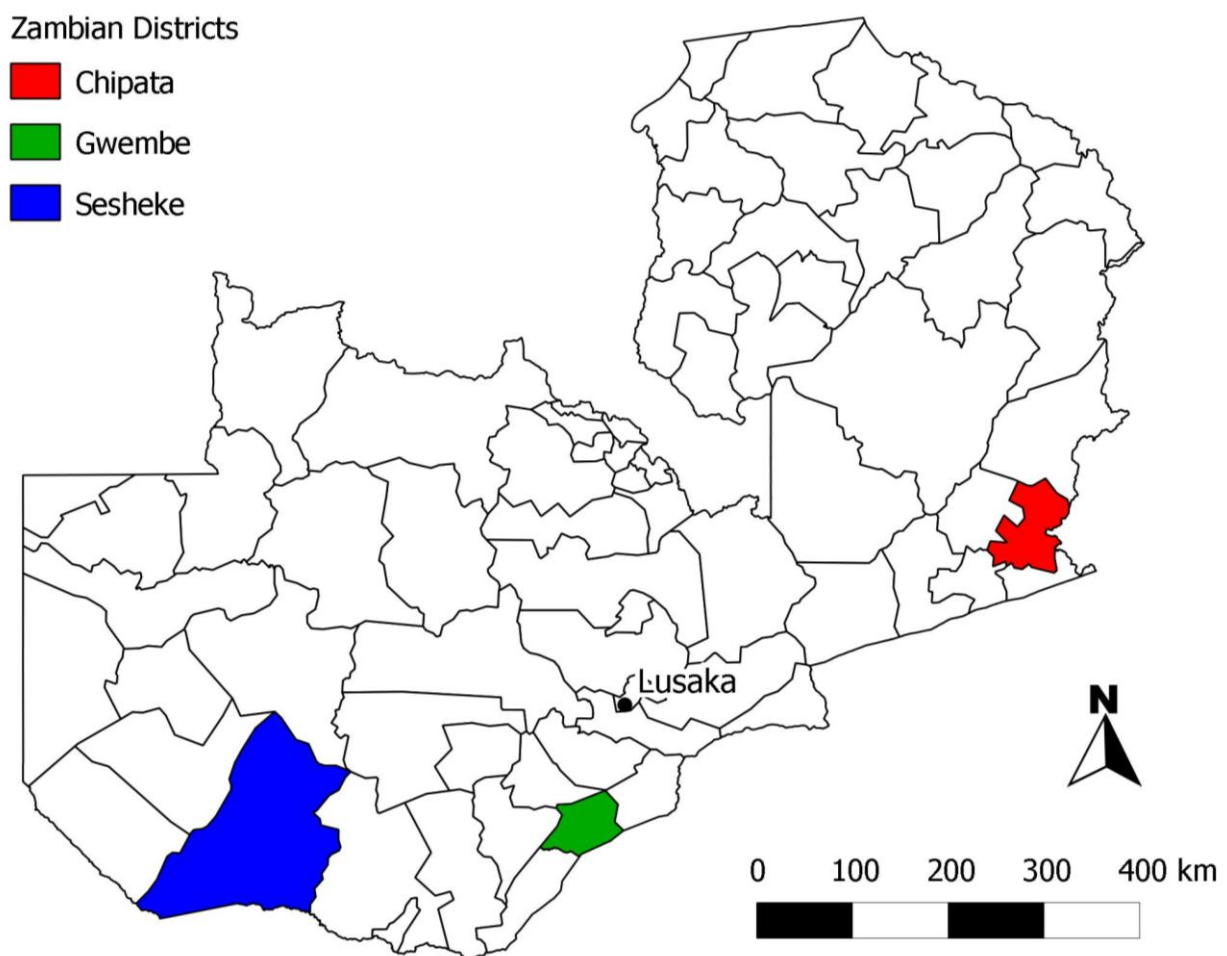 Zambian Districts
Chipata
Gwembe
Sesheke
Lusaka
N
0 100 200 300 400 km